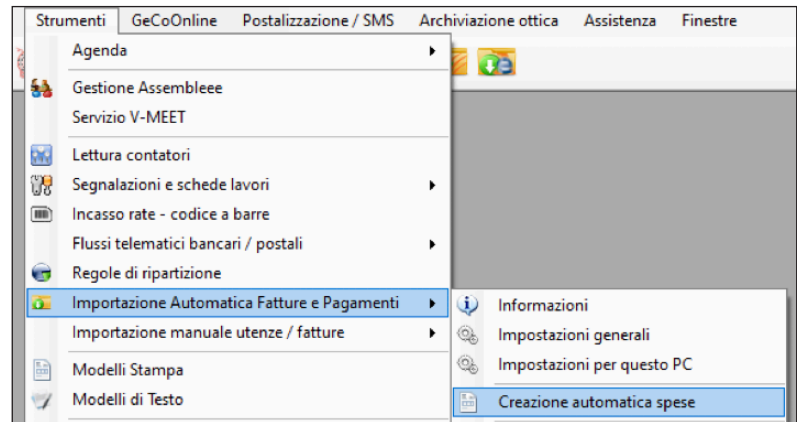 Strumenti GeCoOnline Postalizzazione / SMS Archiviazione ottica Assistenza Finestre
Agenda
Gestione Assembleee
Servizio V-MEET
Lettura contatori
Segnalazioni e schede lavori
Incasso rate - codice a barre
Flussi telematici bancari / postali
Regole di ripartizione
Importazione Automatica Fatture e Pagamenti
Informazioni
Importazione manuale utenze / fatture
Impostazioni generali
Modelli Stampa
Impostazioni per questo PC
Modelli di Testo
Creazione automatica spese